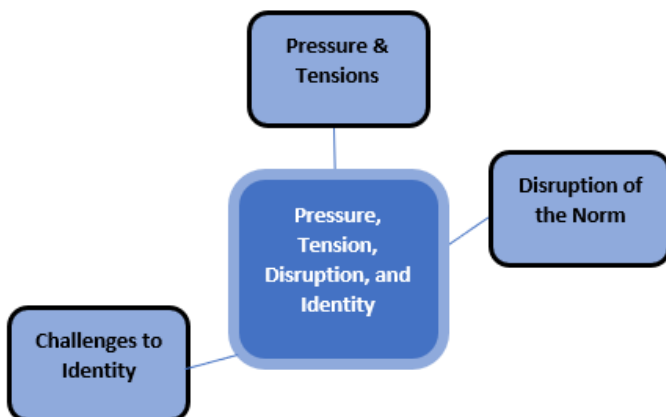 Pressure &
Tensions
Disruption of
the Norm
Pressure,
Tension,
Disruption, and
Identity
Challenges to
Identity